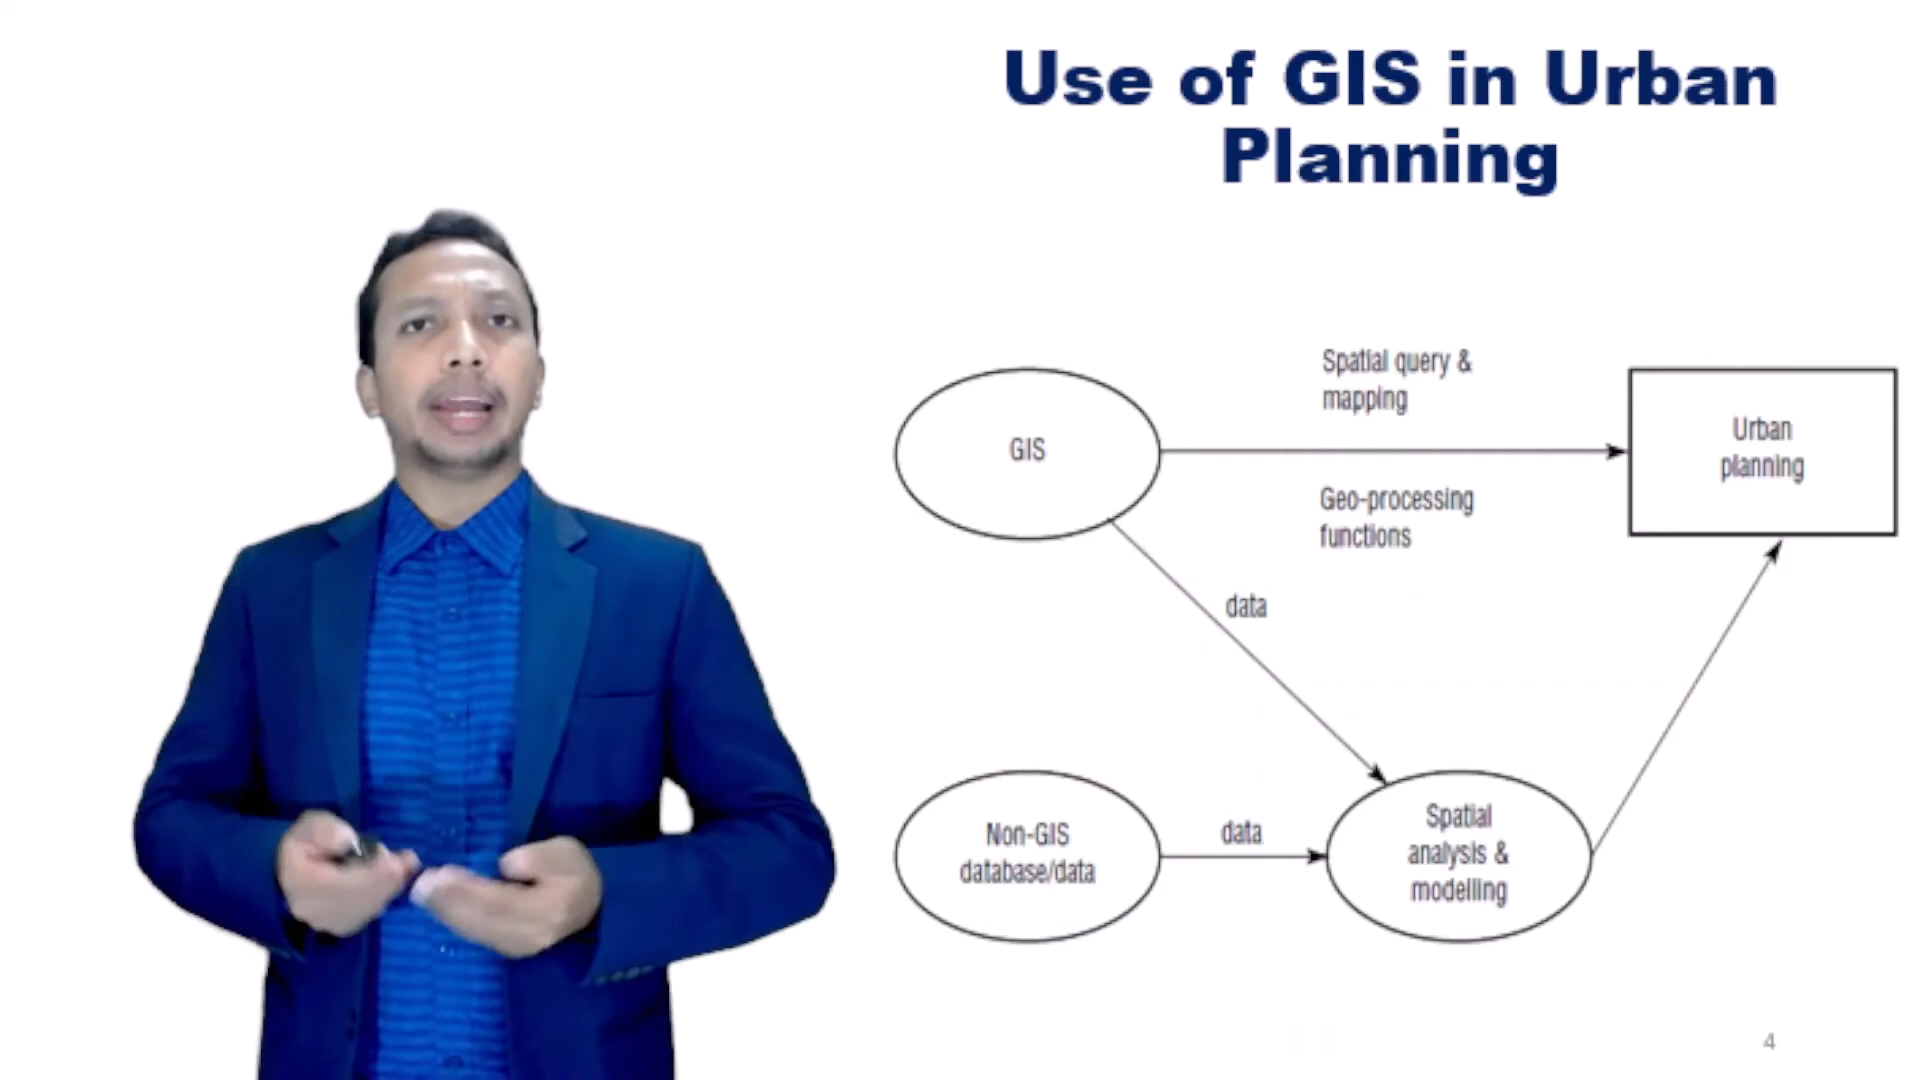 Use of GIS in Urban
Planning
Spatial query &
mapping
GIS
Urban
planning
Geo-processing
functions
data
Non-GIS
database/data
data
Spatial
analysis &
modelling
4